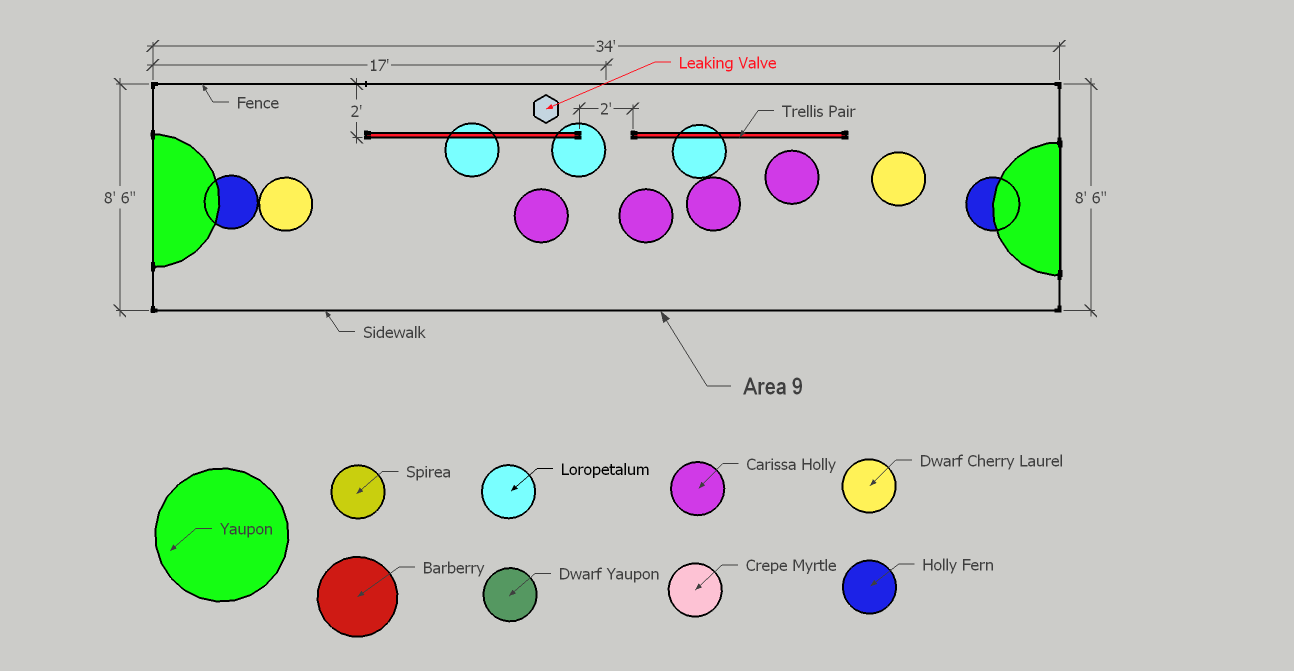 34'
17'
Leaking Valve
Fence
2'
2'
Trellis Pair
8' 6"
8' 6"
Sidewalk
Area 9
Spirea
Loropetalum
Carissa Holly
Dwarf Cherry Laurel
Yaupon
Barberry
Dwarf Yaupon
Crepe Myrtle
Holly Fern